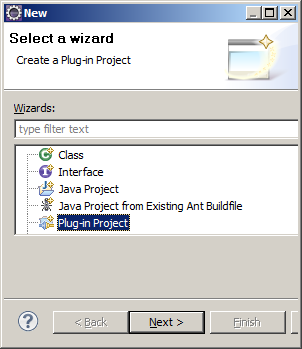 New
Select a wizard
Create a Plug-in Project
Wizards:
type filter text
Class
Interface
Java Project
Java Project from Existing Ant Buildfile
Plug-in Project
? < Back Next > Finish